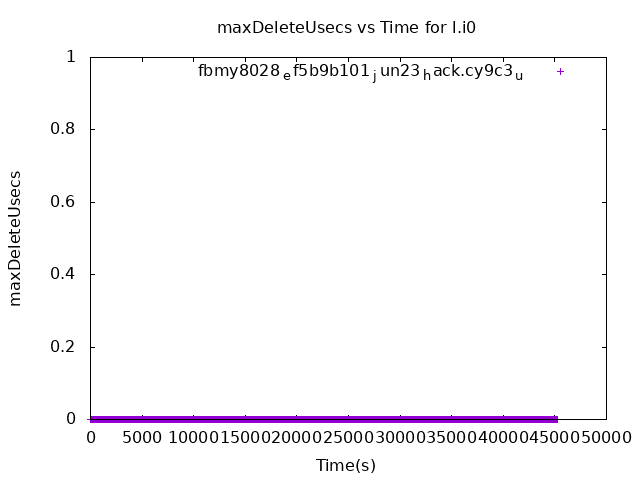 maxDeleteUsecs vs Time for l.i0
fbmy8028ef5b9b101jun23hack.cy9c3u
1
0.8
0.6
0.4
0.2
0
maxDeleteUsecs
0 5000 10000 15000 20000 25000 30000 35000 40000 45000 50000
Time(s)